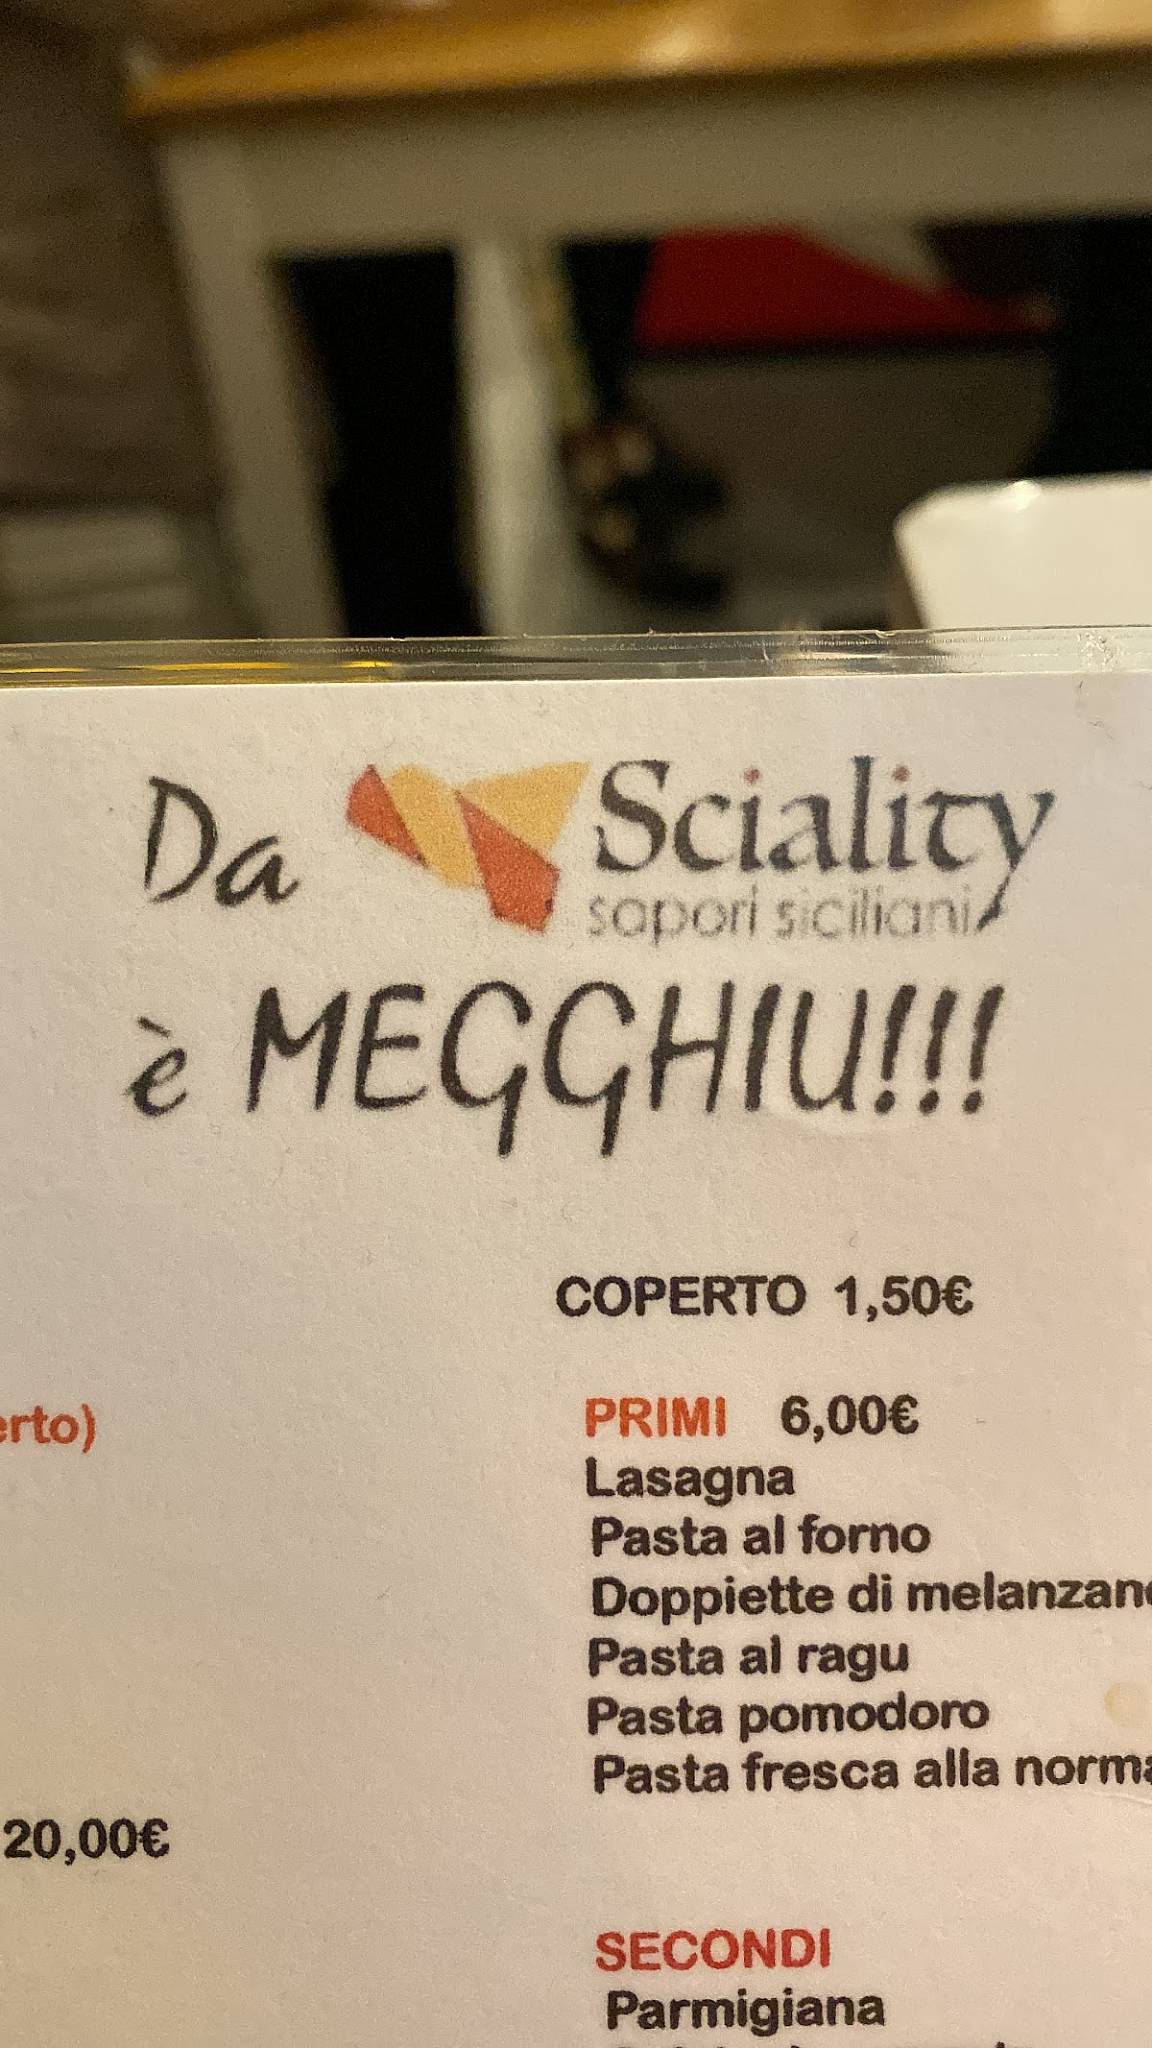 Da Sciality
sapori siciliani
è MEGGHIU!!!
COPERTO 1,50€
erto)
PRIMI 6,00€
Lasagna
Pasta al forno
Doppiette di melanzane
Pasta al ragu
Pasta pomodoro
Pasta fresca alla norma
20,00€
SECONDI
Parmigiana